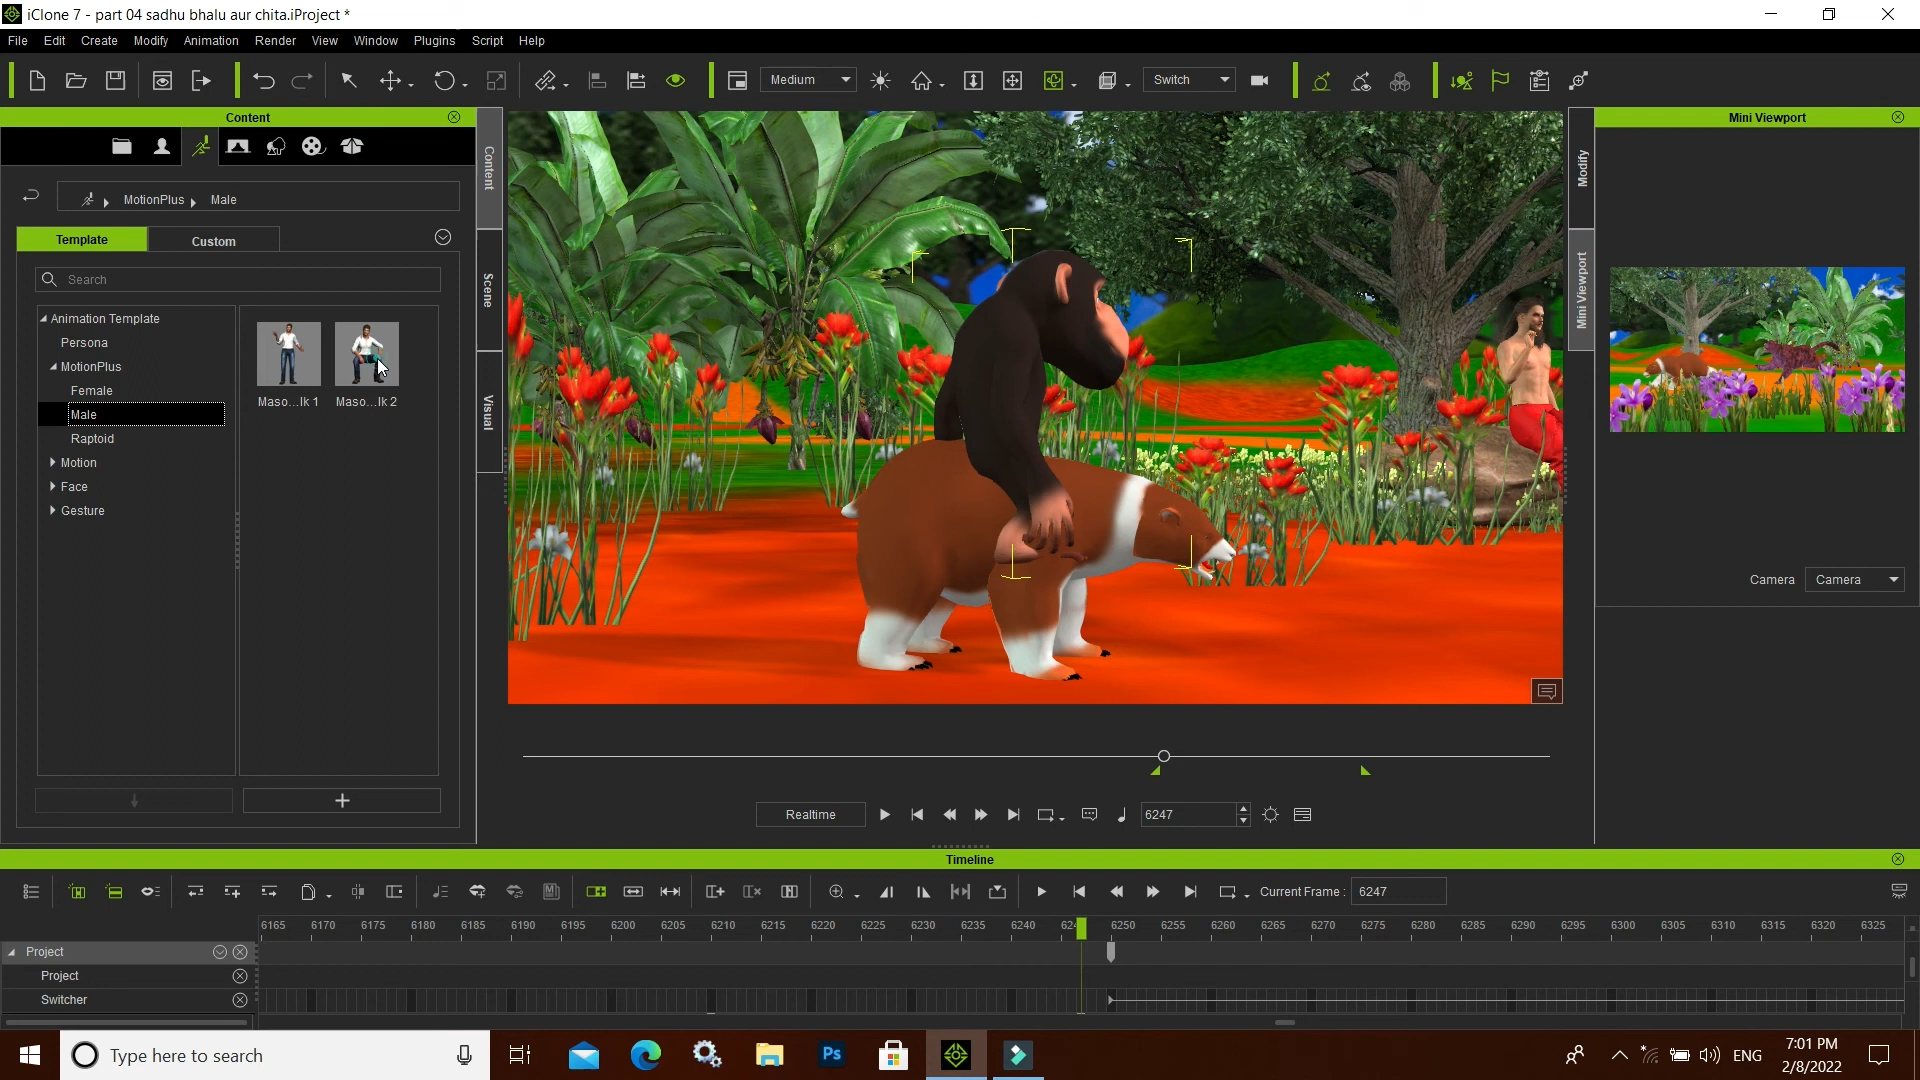 iClone 7 - part 04 sadhu bhalu aur chita.iProject *
File Edit Create Modify Animation Render View Window Plugins Script Help
Medium
Switch
Content
Mini Viewport
MotionPlus Male
Template
Custom
Search
Animation Template
Persona
MotionPlus
Female
Male
Raptoid
Motion
Face
Gesture
Maso...lk 1 Maso...lk 2
Content
Scene
Visual
Modify
Mini Viewport
Camera Camera
Realtime
6247
Timeline
Current Frame : 6247
6165 6170 6175 6180 6185 6190 6195 6200 6205 6210 6215 6220 6225 6230 6235 6240 624 6250 6255 6260 6265 6270 6275 6280 6285 6290 6295 6300 6305 6310 6315 6320 6325
Project
Project
Switcher
Type here to search
Ps
ENG
7:01 PM
2/8/2022